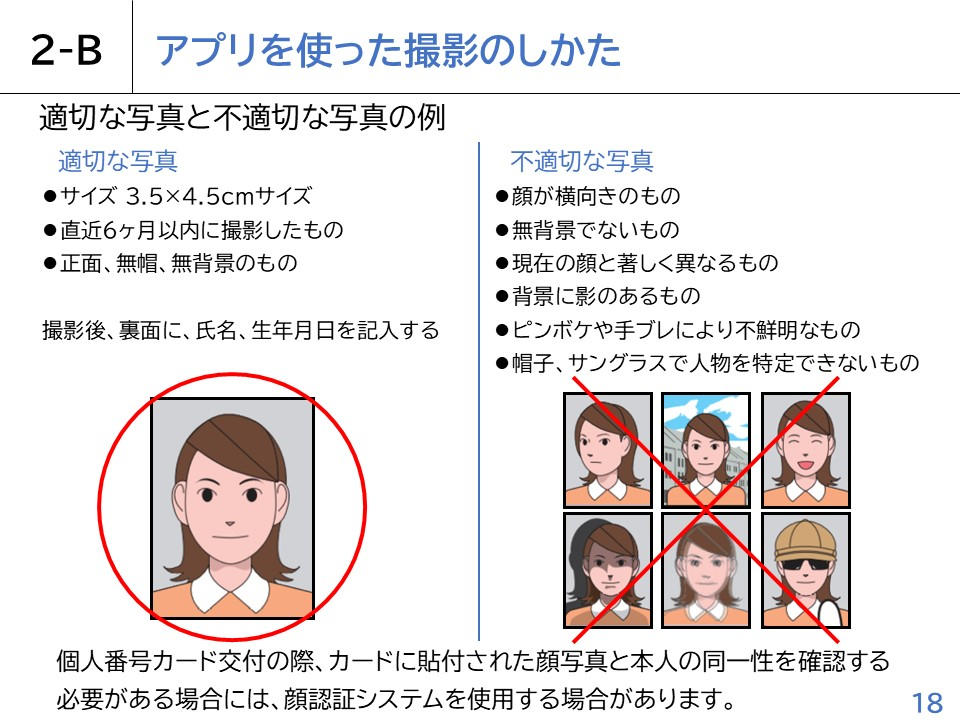 2-B
アプリを使った撮影のしかた
適切な写真と不適切な写真の例
適切な写真
●サイズ 3.5×4.5cmサイズ
●直近6ヶ月以内に撮影したもの
●正面、無帽、無背景のもの
撮影後、裏面に、氏名、生年月日を記入する
不適切な写真
●顔が横向きのもの
●無背景でないもの
●現在の顔と著しく異なるもの
●背景に影のあるもの
●ピンボケや手ブレにより不鮮明なもの
●帽子、サングラスで人物を特定できないもの
個人番号カード交付の際、カードに貼付された顔写真と本人の同一性を確認する
必要がある場合には、顔認証システムを使用する場合があります。
18